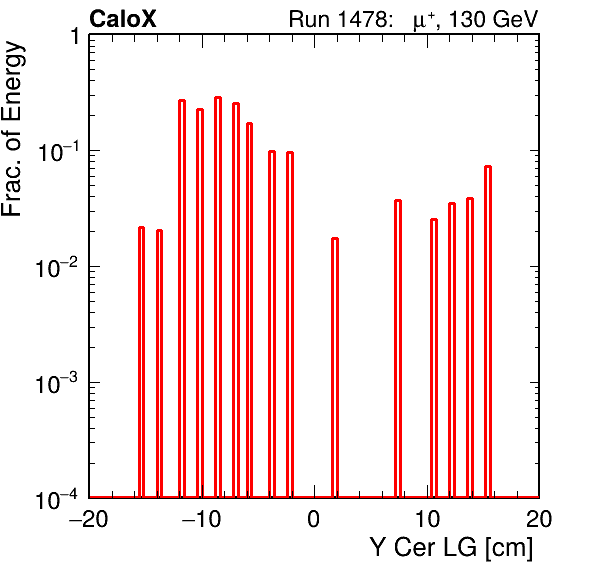 CaloX Run 1478: μ⁺, 130 GeV
Frac. of Energy
1
10⁻¹
10⁻²
10⁻³
10⁻⁴
−20 −10 0 10 20
Y Cer LG [cm]